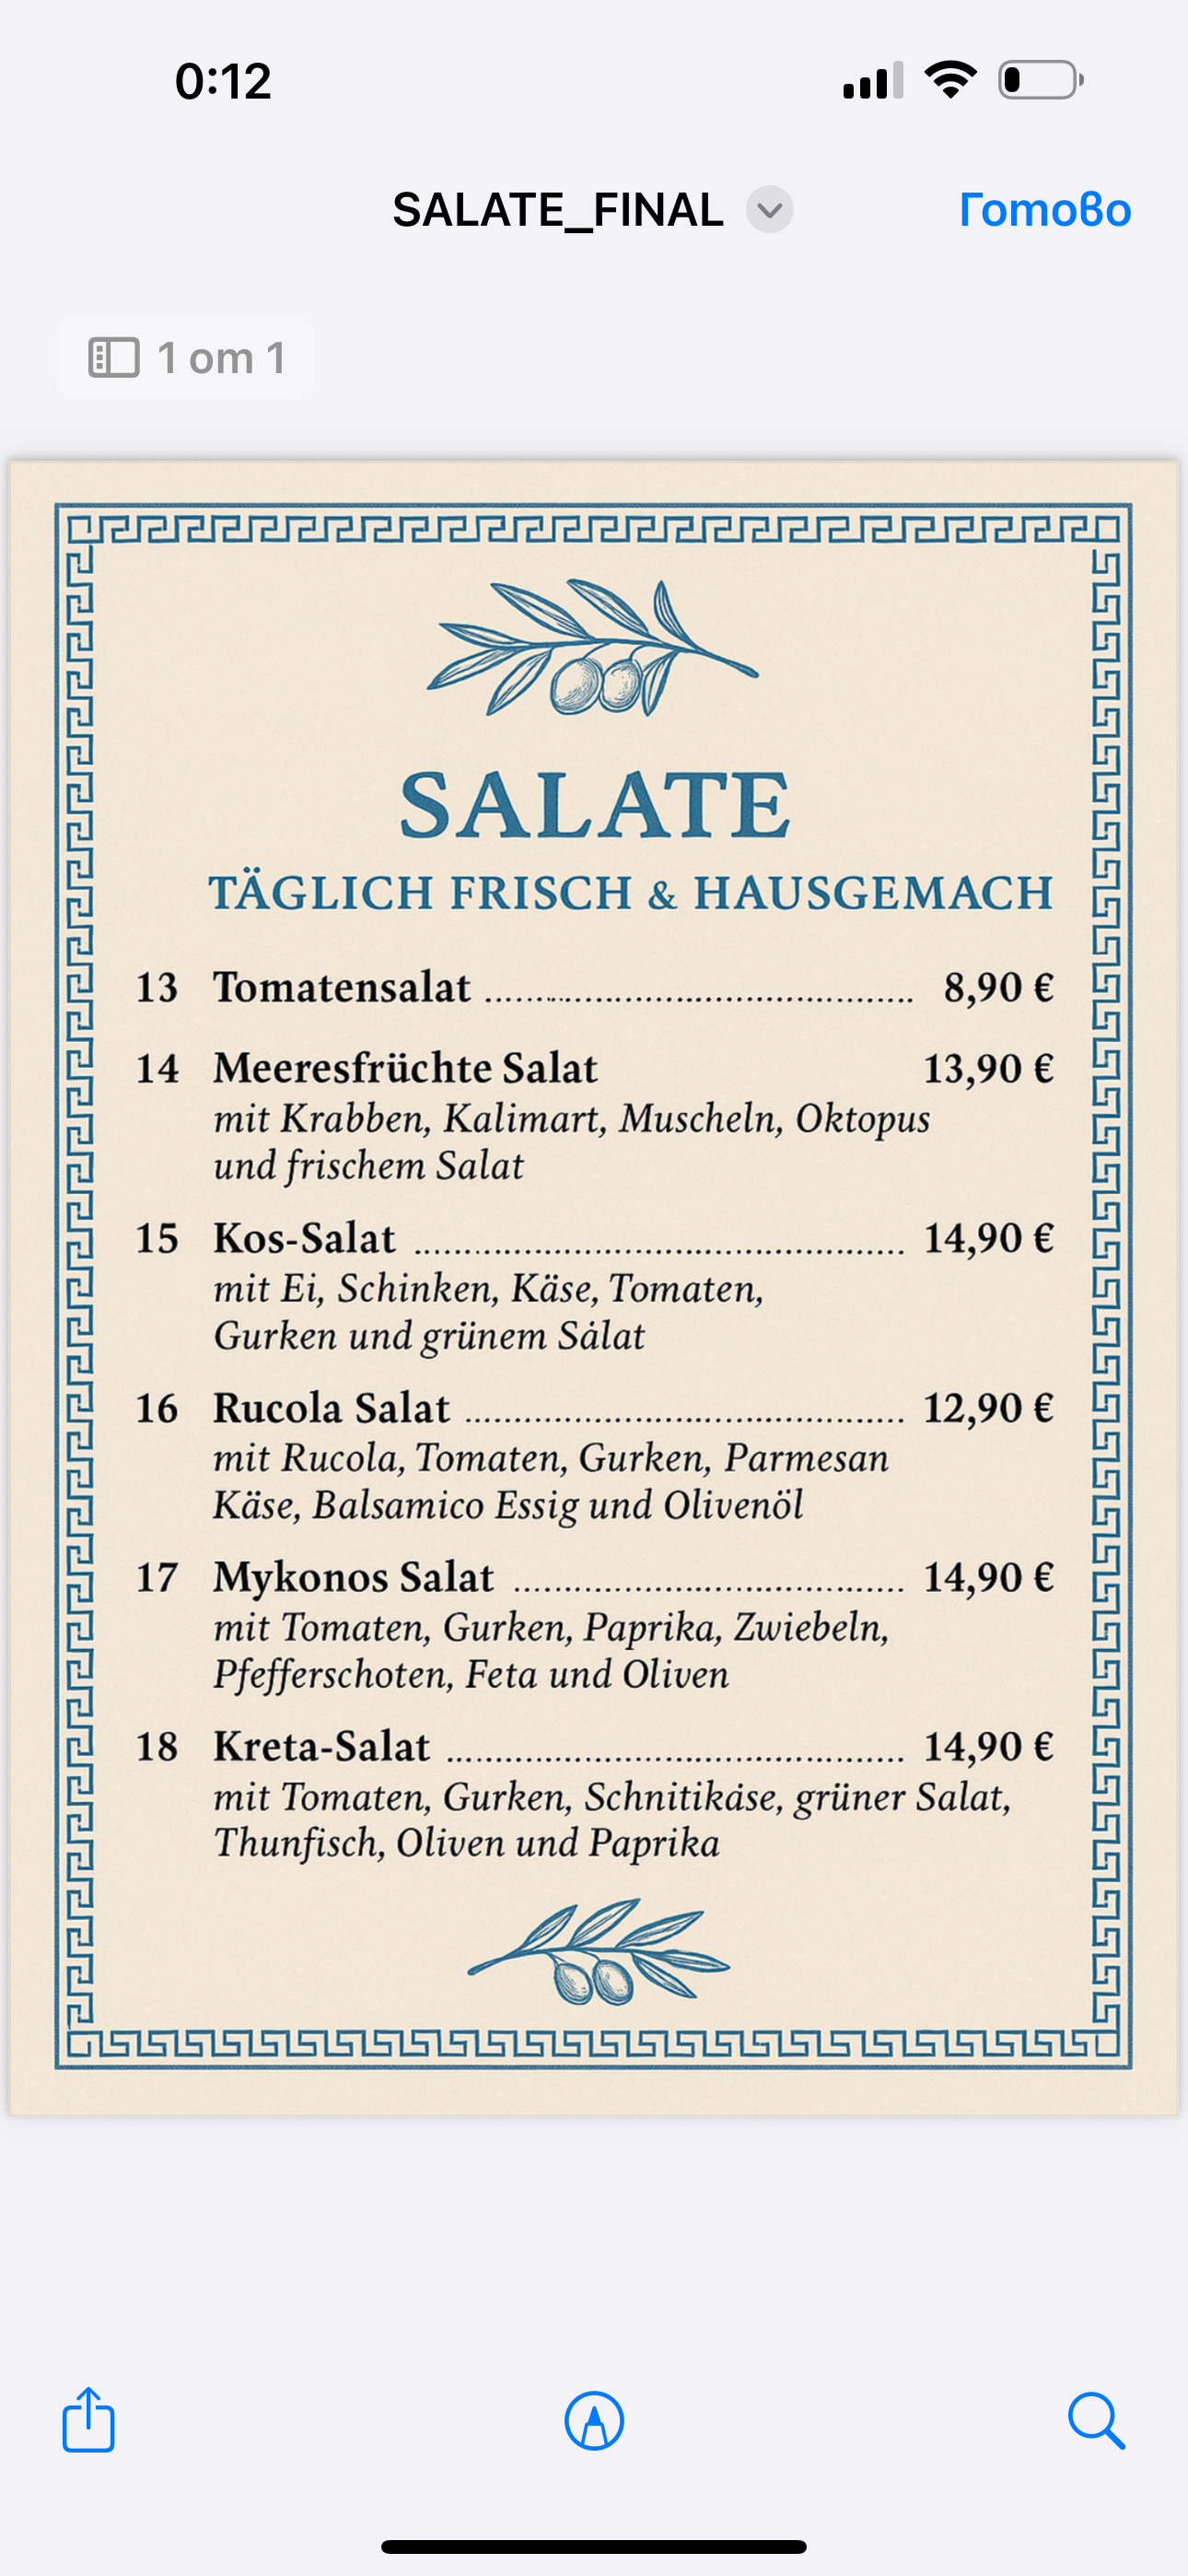 0:12
SALATE_FINAL
Готово
1 от 1
SALATE
TÄGLICH FRISCH & HAUSGEMACH
13 Tomatensalat ........................................ 8,90 €
14 Meeresfrüchte Salat 13,90 €
mit Krabben, Kalimart, Muscheln, Oktopus
und frischem Salat
15 Kos-Salat ........................................ 14,90 €
mit Ei, Schinken, Käse, Tomaten,
Gurken und grünem Sȧlat
16 Rucola Salat ........................................ 12,90 €
mit Rucola, Tomaten, Gurken, Parmesan
Käse, Balsamico Essig und Olivenöl
17 Mykonos Salat ........................................ 14,90 €
mit Tomaten, Gurken, Paprika, Zwiebeln,
Pfefferschoten, Feta und Oliven
18 Kreta-Salat ........................................ 14,90 €
mit Tomaten, Gurken, Schnitikȧse, grüner Salat,
Thunfisch, Oliven und Paprika